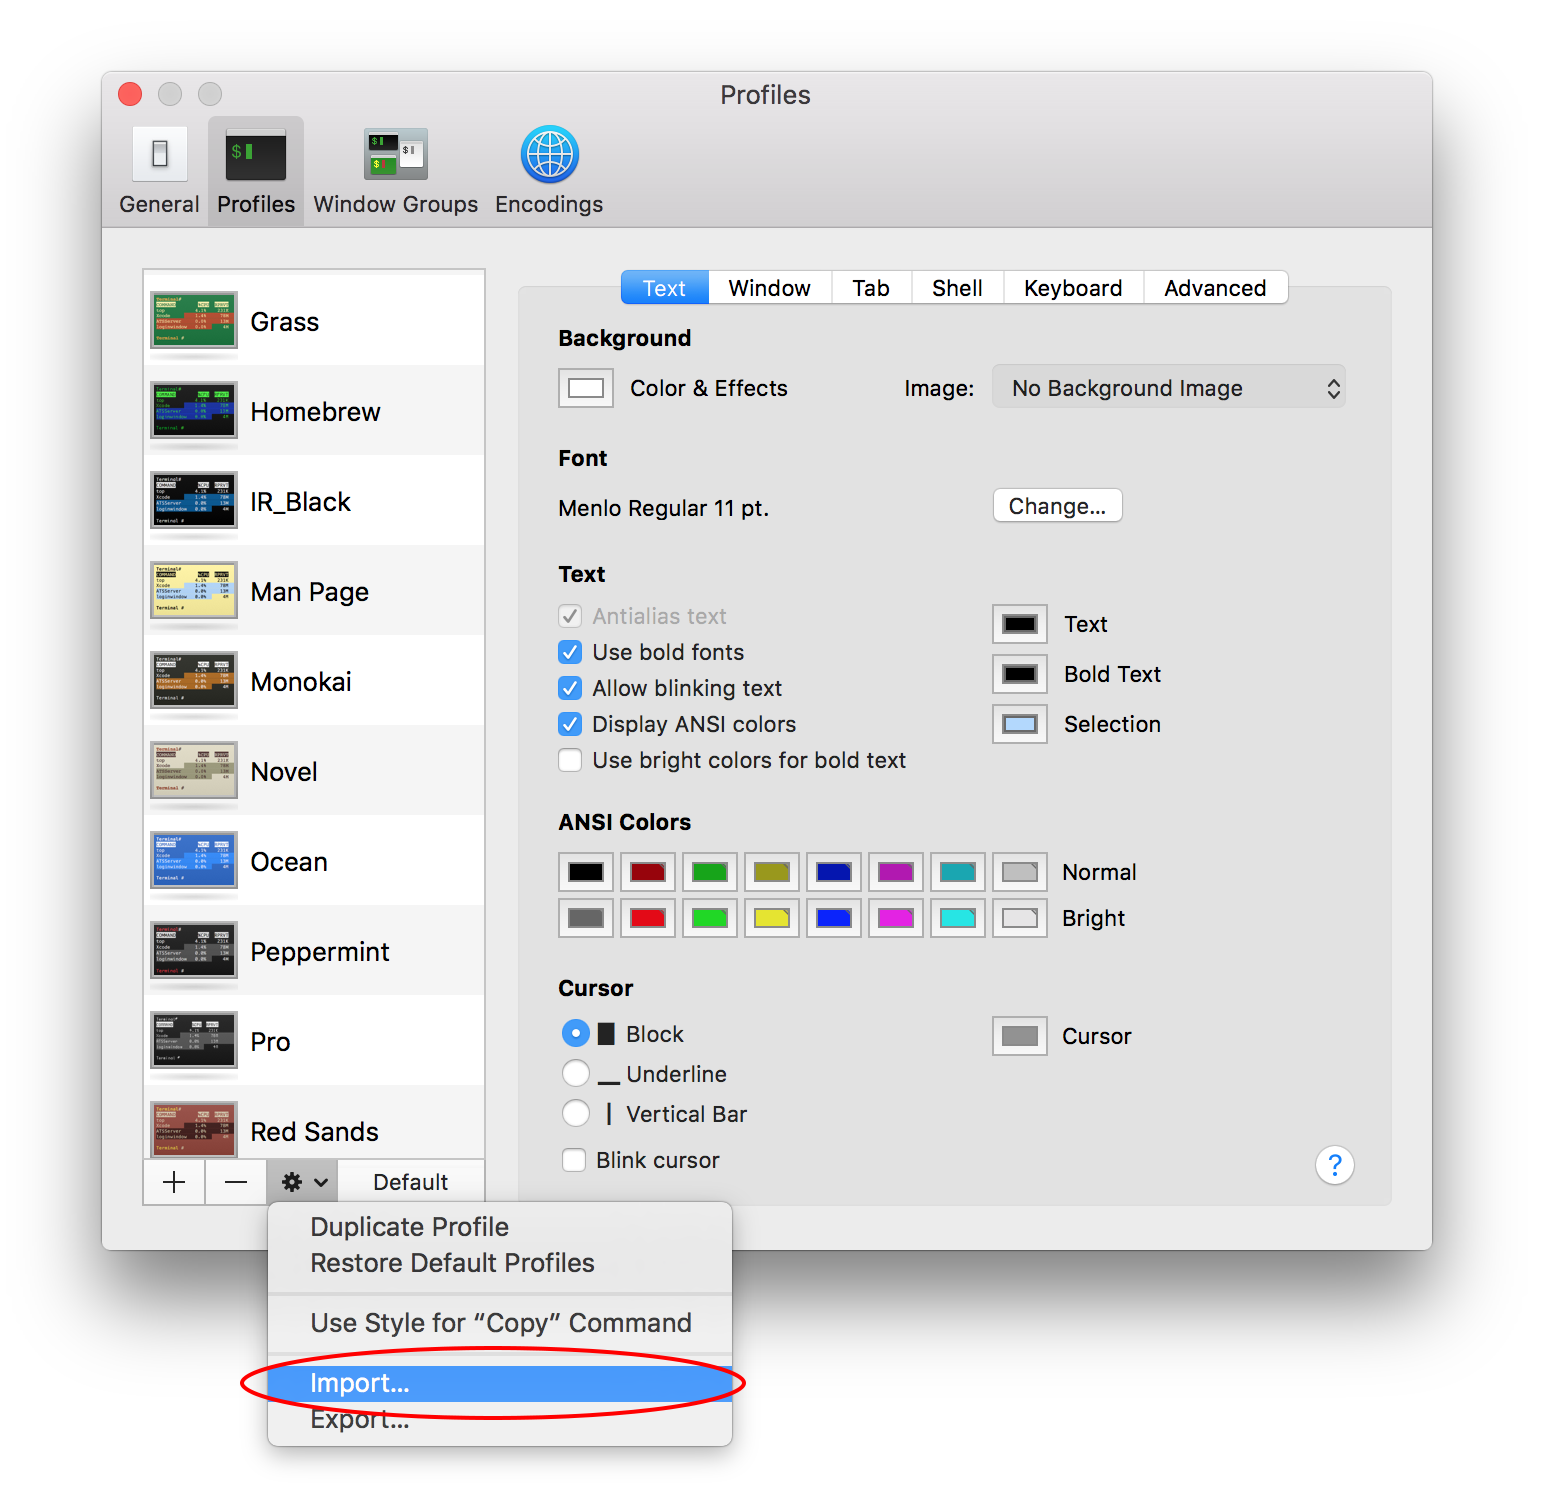 Profiles
General
Profiles
Window Groups
Encodings
Grass
Homebrew
IR_Black
Man Page
Monokai
Novel
Ocean
Peppermint
Pro
Red Sands
Default
Text
Window
Tab
Shell
Keyboard
Advanced
Background
Color & Effects
Image:
No Background Image
Font
Menlo Regular 11 pt.
Change...
Text
Antialias text
Use bold fonts
Allow blinking text
Display ANSI colors
Use bright colors for bold text
Text
Bold Text
Selection
ANSI Colors
Normal
Bright
Cursor
Block
Underline
Vertical Bar
Blink cursor
Cursor
?
Duplicate Profile
Restore Default Profiles
Use Style for “Copy” Command
Import...
Export...